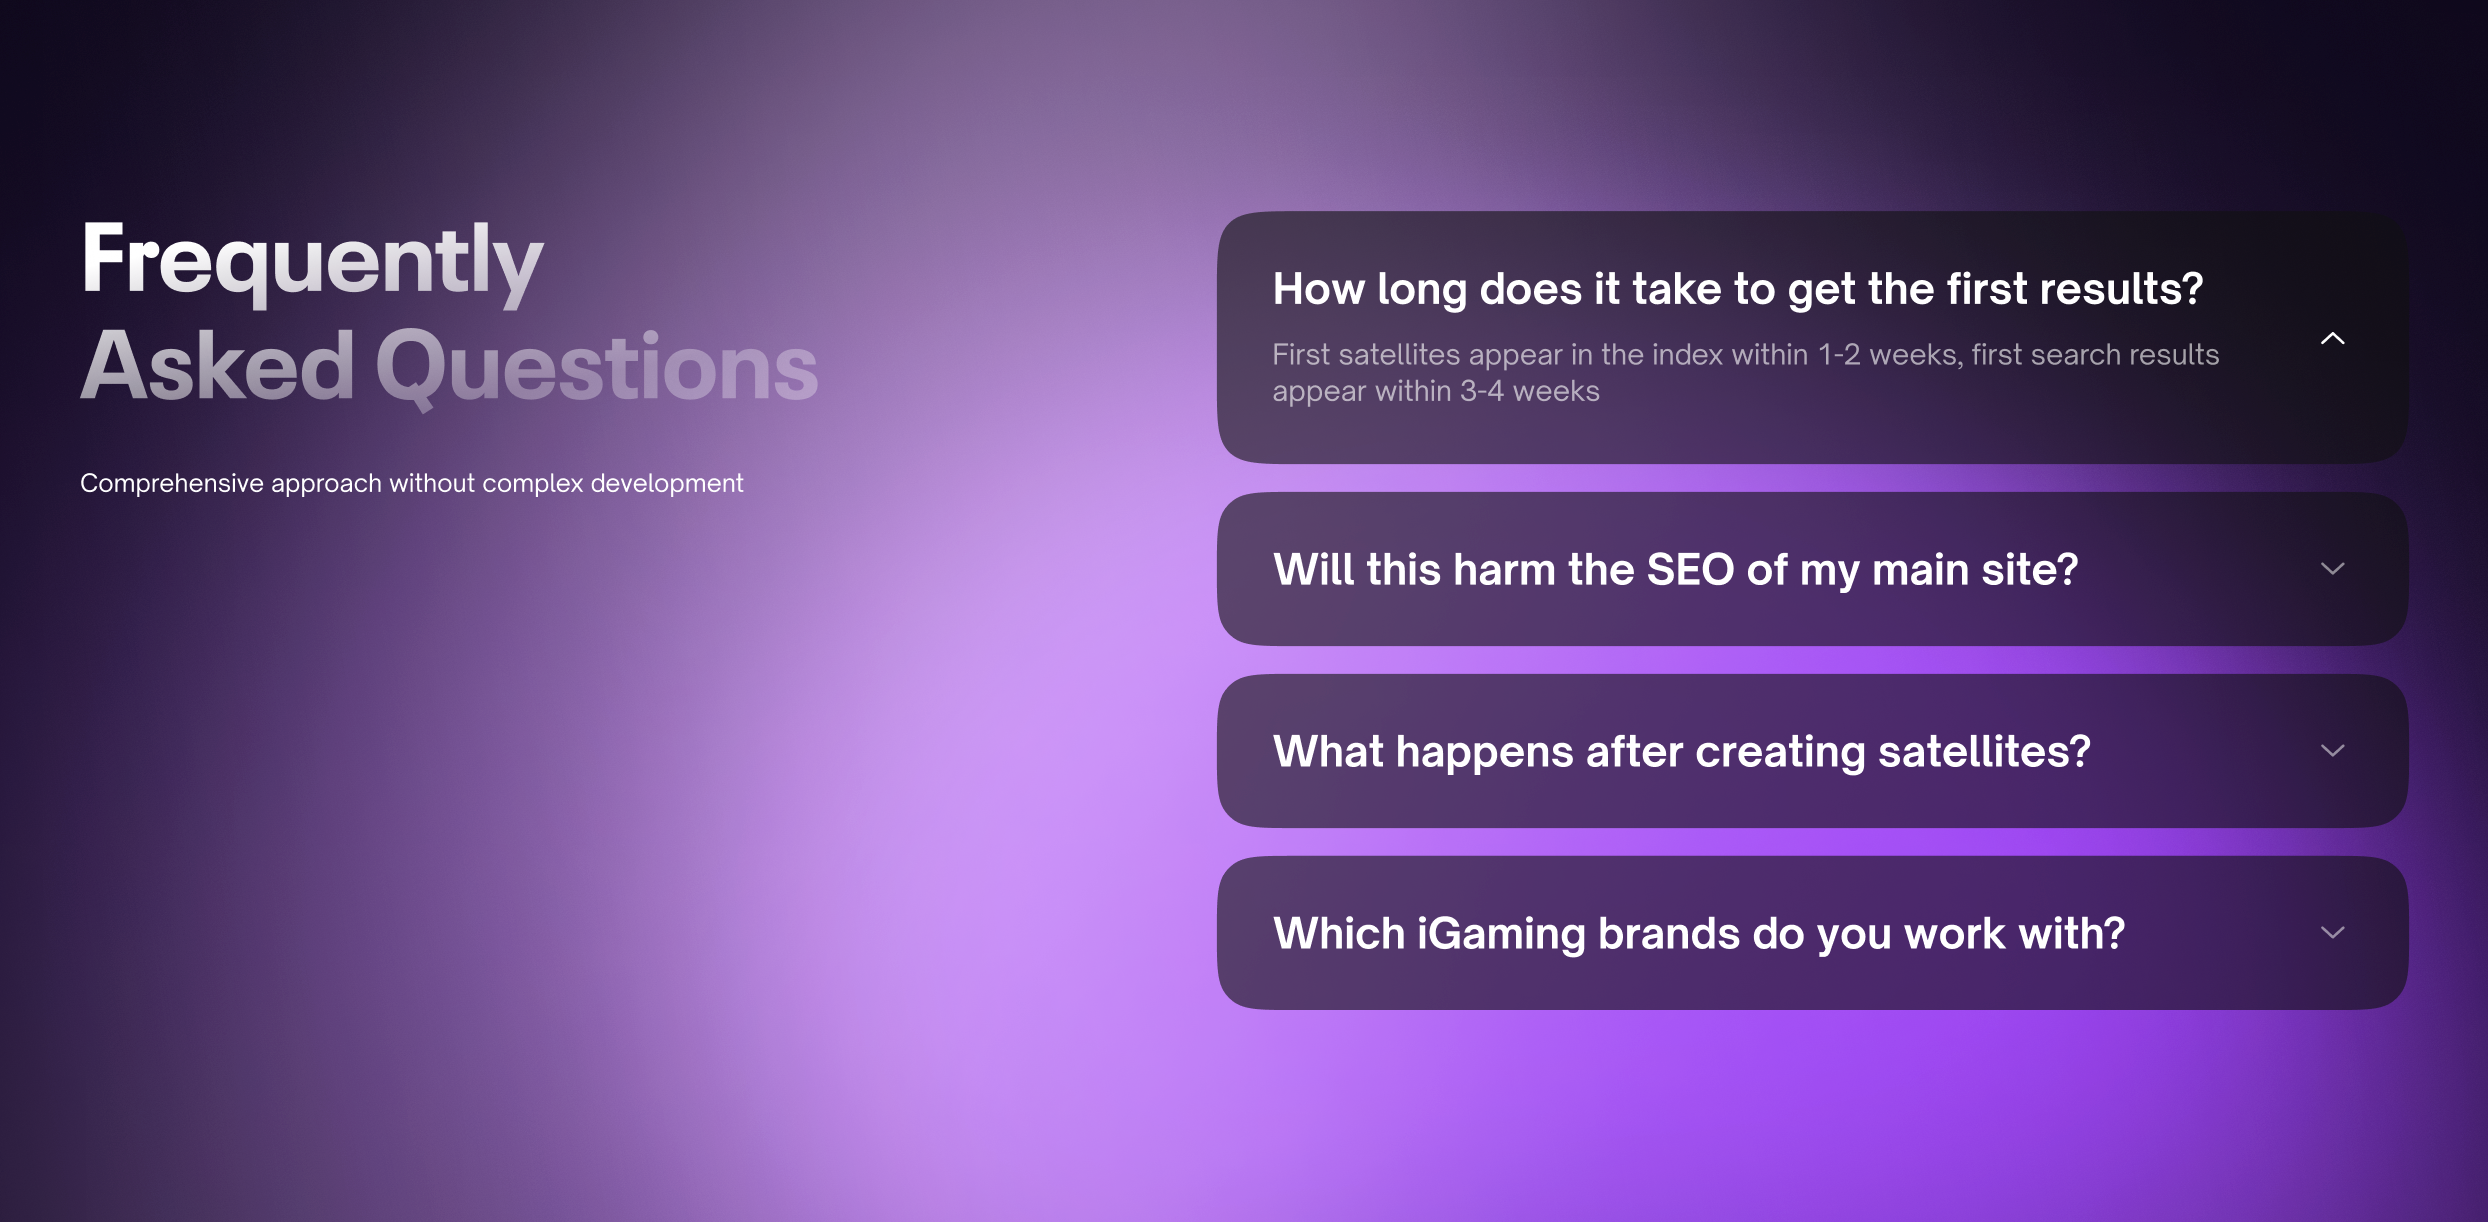 Frequently
Asked Questions
Comprehensive approach without complex development
How long does it take to get the first results?
First satellites appear in the index within 1-2 weeks, first search results
appear within 3-4 weeks
Will this harm the SEO of my main site?
What happens after creating satellites?
Which iGaming brands do you work with?